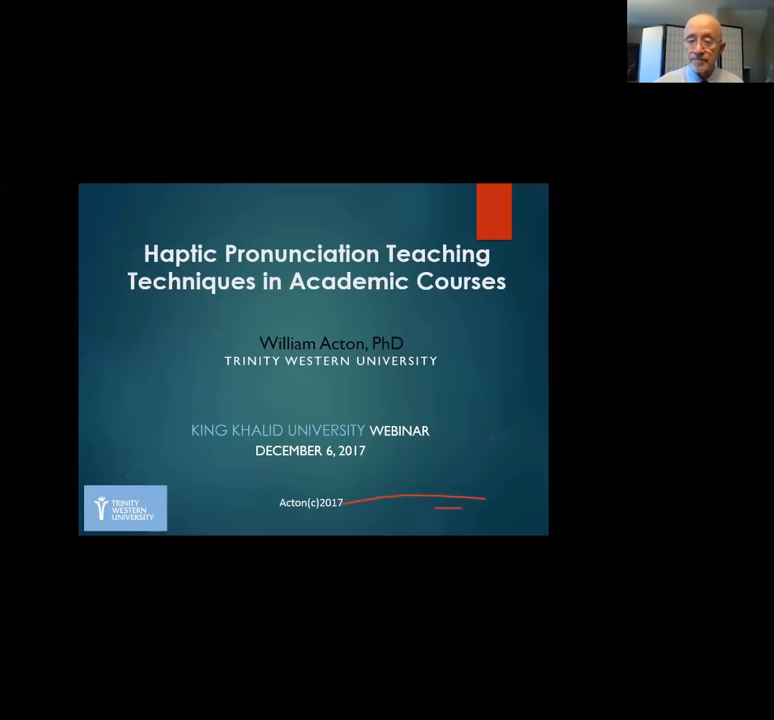 Haptic Pronunciation Teaching
Techniques in Academic Courses
William Acton, PhD
TRINITY WESTERN UNIVERSITY
KING KHALID UNIVERSITY WEBINAR
DECEMBER 6, 2017
Acton(c)2017
TRINITY
WESTERN
UNIVERSITY